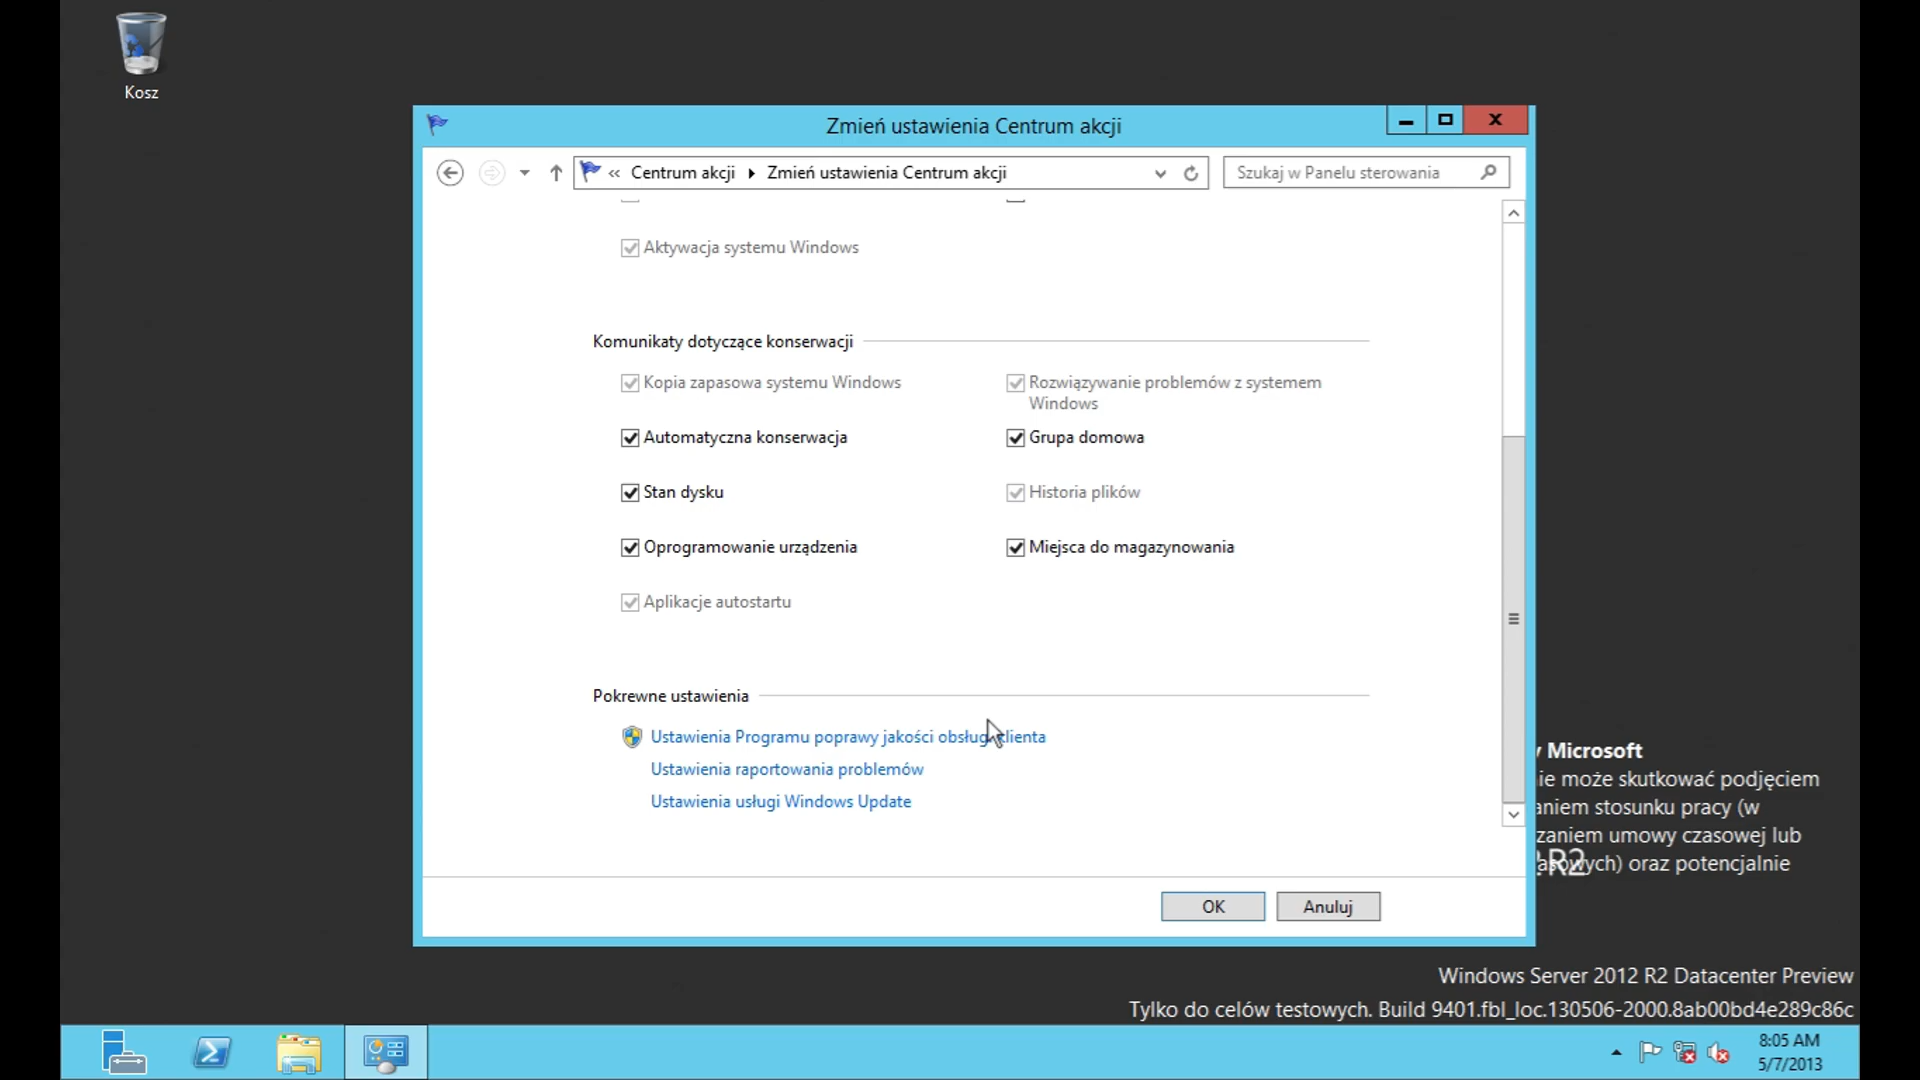 Kosz
Zmień ustawienia Centrum akcji
« Centrum akcji ▸ Zmień ustawienia Centrum akcji
Szukaj w Panelu sterowania
Aktywacja systemu Windows
Komunikaty dotyczące konserwacji
Kopia zapasowa systemu Windows
Rozwiązywanie problemów z systemem
Windows
Automatyczna konserwacja
Grupa domowa
Stan dysku
Historia plików
Oprogramowanie urządzenia
Miejsca do magazynowania
Aplikacje autostartu
Pokrewne ustawienia
Ustawienia Programu poprawy jakości obsługi klienta
Ustawienia raportowania problemów
Ustawienia usługi Windows Update
OK
Anuluj
y Microsoft
nie może skutkować podjęciem
aniem stosunku pracy (w
zaniem umowy czasowej lub
asowych) oraz potencjalnie
R2
Windows Server 2012 R2 Datacenter Preview
Tylko do celów testowych. Build 9401.fbl_loc.130506-2000.8ab00bd4e289c86c
8:05 AM
5/7/2013